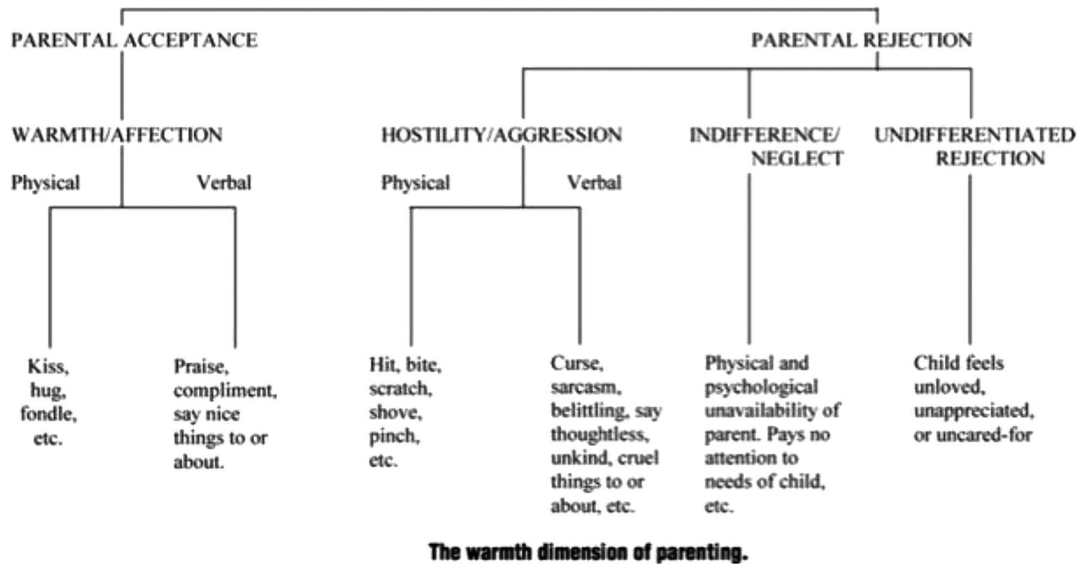 PARENTAL ACCEPTANCE
PARENTAL REJECTION
WARMTH/AFFECTION
Physical
Verbal
Kiss,
hug,
fondle,
etc.
Praise,
compliment,
say nice
things to or
about.
HOSTILITY/AGGRESSION
Physical
Verbal
Hit, bite,
scratch,
shove,
pinch,
etc.
Curse,
sarcasm,
belittling, say
thoughtless,
unkind, cruel
things to or
about, etc.
INDIFFERENCE/
NEGLECT
Physical and
psychological
unavailability of
parent. Pays no
attention to
needs of child,
etc.
UNDIFFERENTIATED
REJECTION
Child feels
unloved,
unappreciated,
or uncared-for
The warmth dimension of parenting.